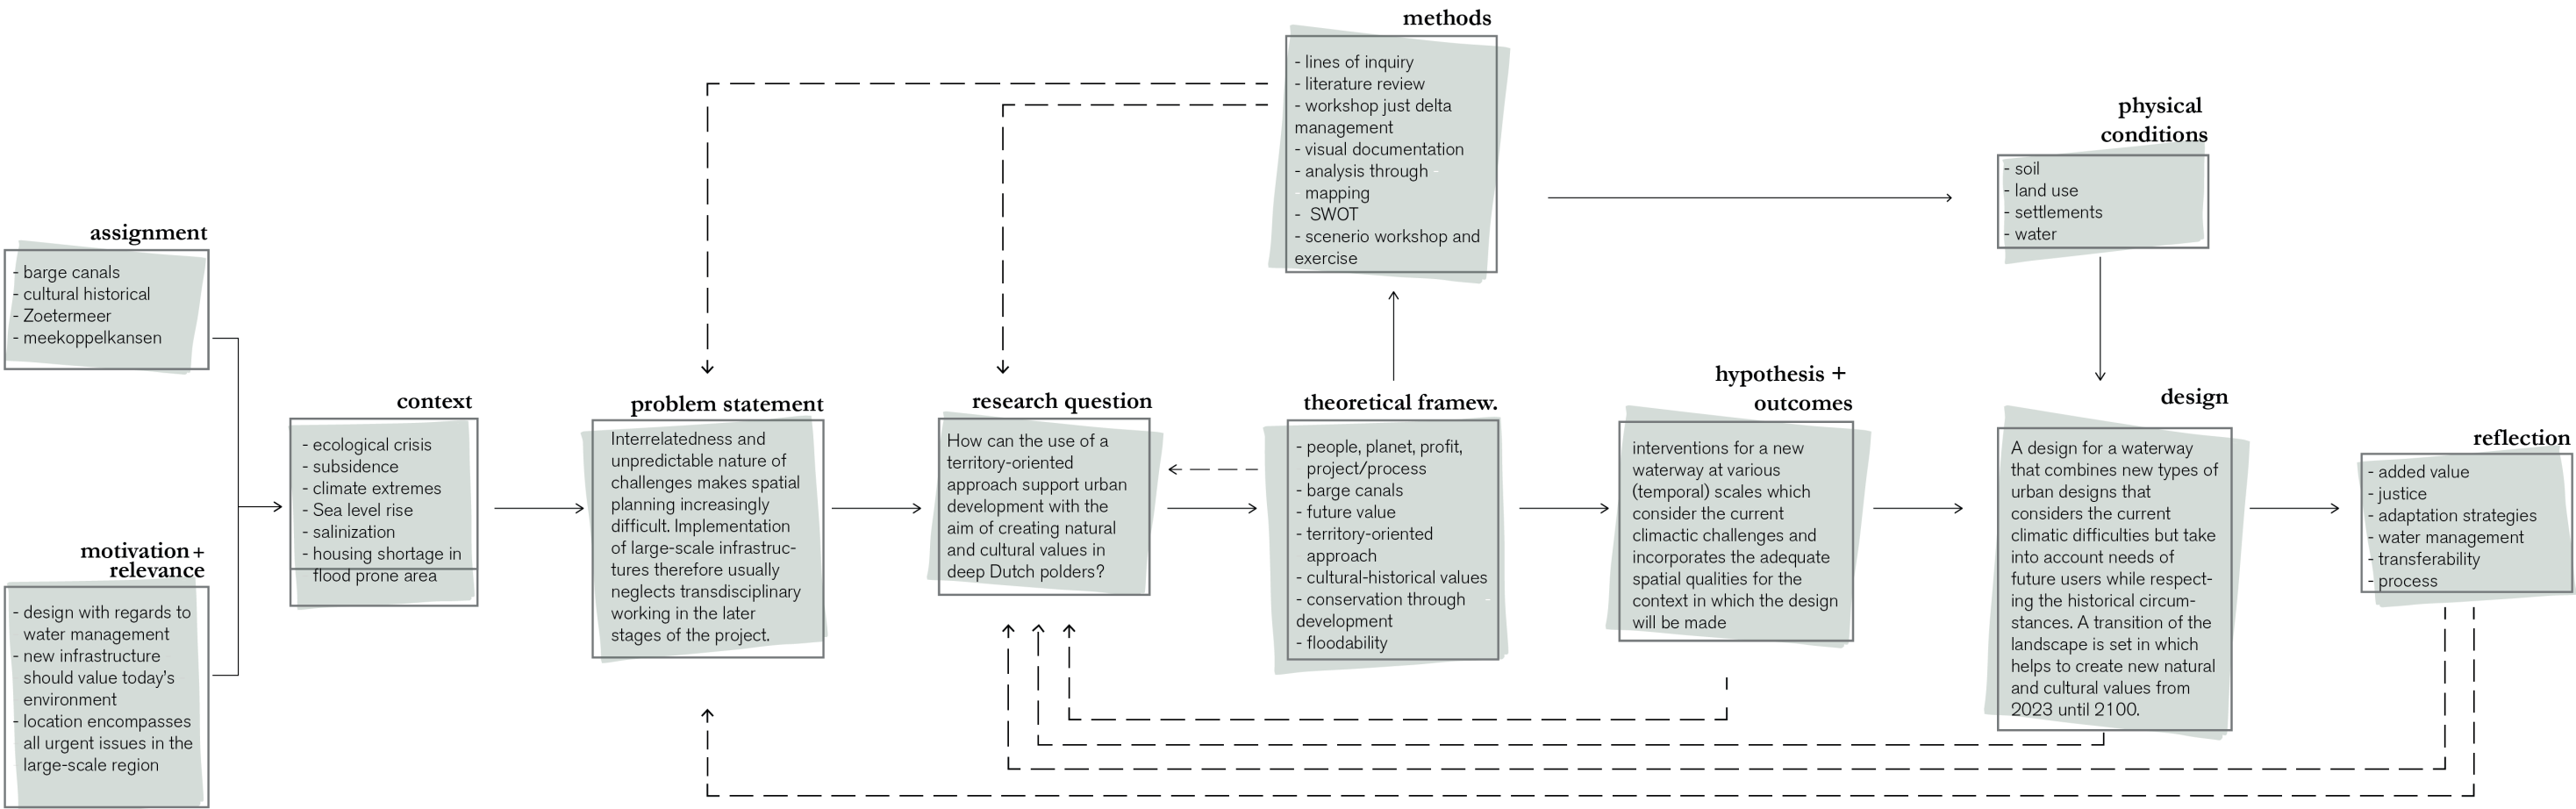 methods
- lines of inquiry
- literature review
- workshop just delta
management
- visual documentation
- analysis through -
- mapping
- SWOT
- scenerio workshop and
exercise
physical
conditions
- soil
- land use
- settlements
- water
assignment
- barge canals
- cultural historical
- Zoetermeer
- meekoppelkansen
motivation +
relevance
- design with regards to
water management
- new infrastructure
should value today's
environment
- location encompasses
all urgent issues in the
large-scale region
context
- ecological crisis
- subsidence
- climate extremes
- Sea level rise
- salinization
- housing shortage in
flood prone area
problem statement
Interrelatedness and
unpredictable nature of
challenges makes spatial
planning increasingly
difficult. Implementation
of large-scale infrastruc-
tures therefore usually
neglects transdisciplinary
working in the later
stages of the project.
research question
How can the use of a
territory-oriented
approach support urban
development with the
aim of creating natural
and cultural values in
deep Dutch polders?
theoretical framew.
- people, planet, profit,
project/process
- barge canals
- future value
- territory-oriented
approach
- cultural-historical values
- conservation through -
development
- floodability
hypothesis +
outcomes
interventions for a new
waterway at various
(temporal) scales which
consider the current
climactic challenges and
incorporates the adequate
spatial qualities for the
context in which the design
will be made
design
A design for a waterway
that combines new types of
urban designs that
considers the current
climatic difficulties but take
into account needs of
future users while respect-
ing the historical circum-
stances. A transition of the
landscape is set in which
helps to create new natural
and cultural values from
2023 until 2100.
reflection
- added value
- justice
- adaptation strategies
- water management
- transferability
- process